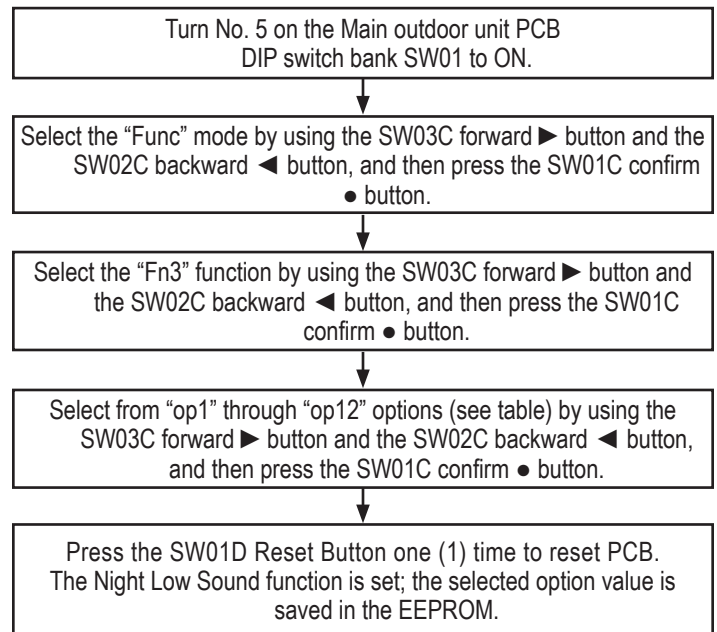 Turn No. 5 on the Main outdoor unit PCB
DIP switch bank SW01 to ON.
Select the “Func” mode by using the SW03C forward ► button and the
SW02C backward ◄ button, and then press the SW01C confirm
● button.
Select the “Fn3” function by using the SW03C forward ► button and
the SW02C backward ◄ button, and then press the SW01C
confirm ● button.
Select from “op1” through “op12” options (see table) by using the
SW03C forward ► button and the SW02C backward ◄ button,
and then press the SW01C confirm ● button.
Press the SW01D Reset Button one (1) time to reset PCB.
The Night Low Sound function is set; the selected option value is
saved in the EEPROM.